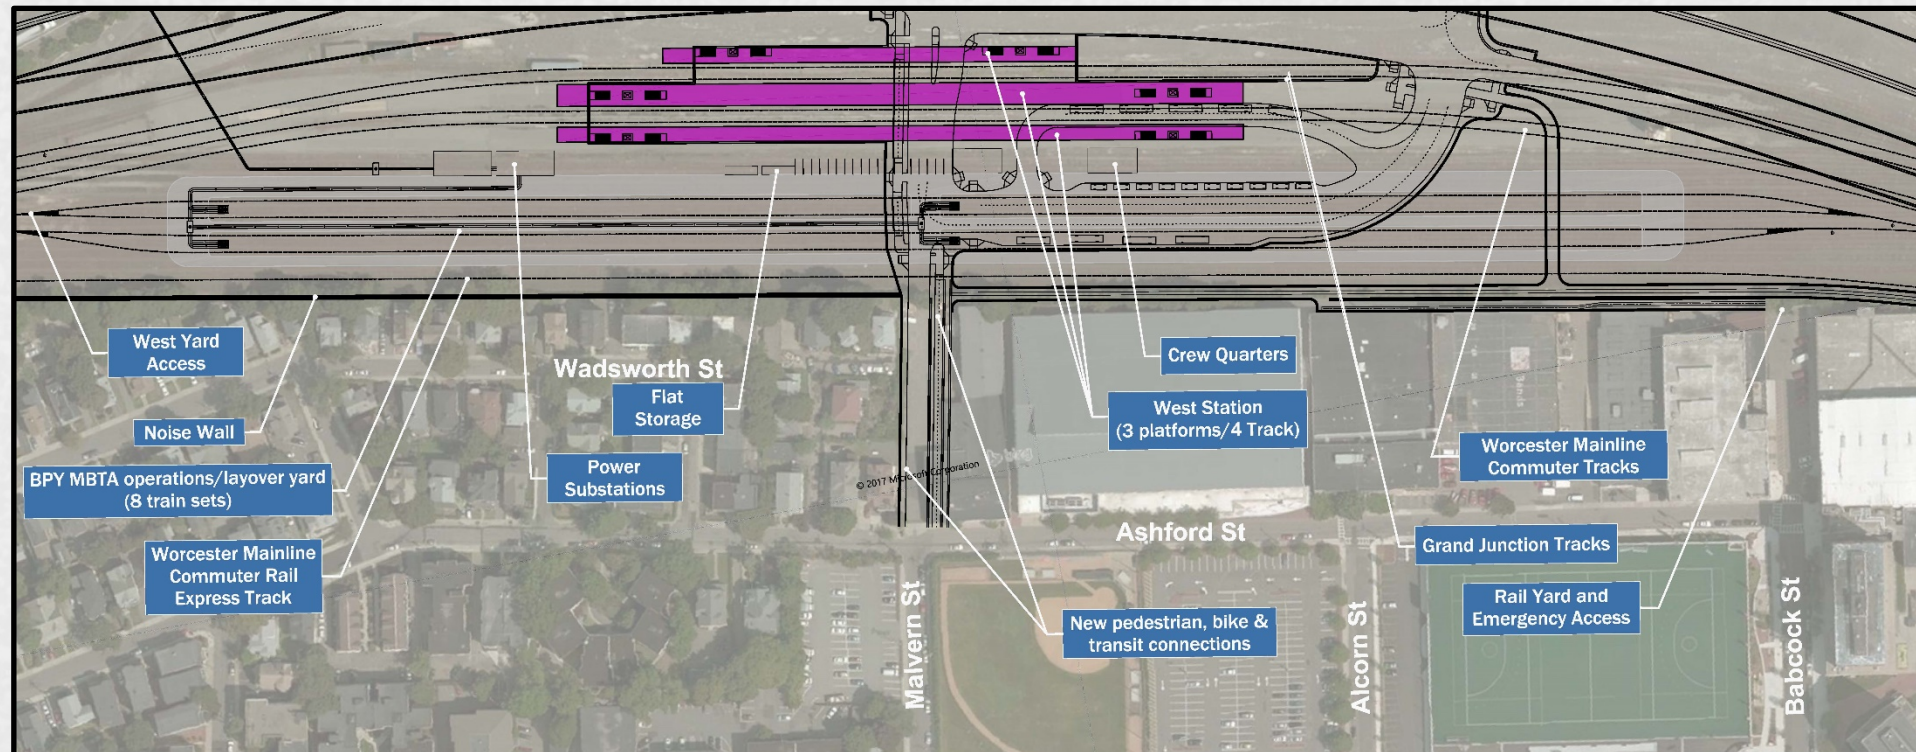 West Yard
Access
Noise Wall
BPY MBTA operations/layover yard
(8 train sets)
Worcester Mainline
Commuter Rail
Express Track
Wadsworth St
Flat
Storage
Power
Substations
© 2017 Microsoft Corporation
Crew Quarters
West Station
(3 platforms/4 Track)
Worcester Mainline
Commuter Tracks
Ashford St
Grand Junction Tracks
Rail Yard and
Emergency Access
New pedestrian, bike &
transit connections
Malvern St
Alcorn St
Babcock St